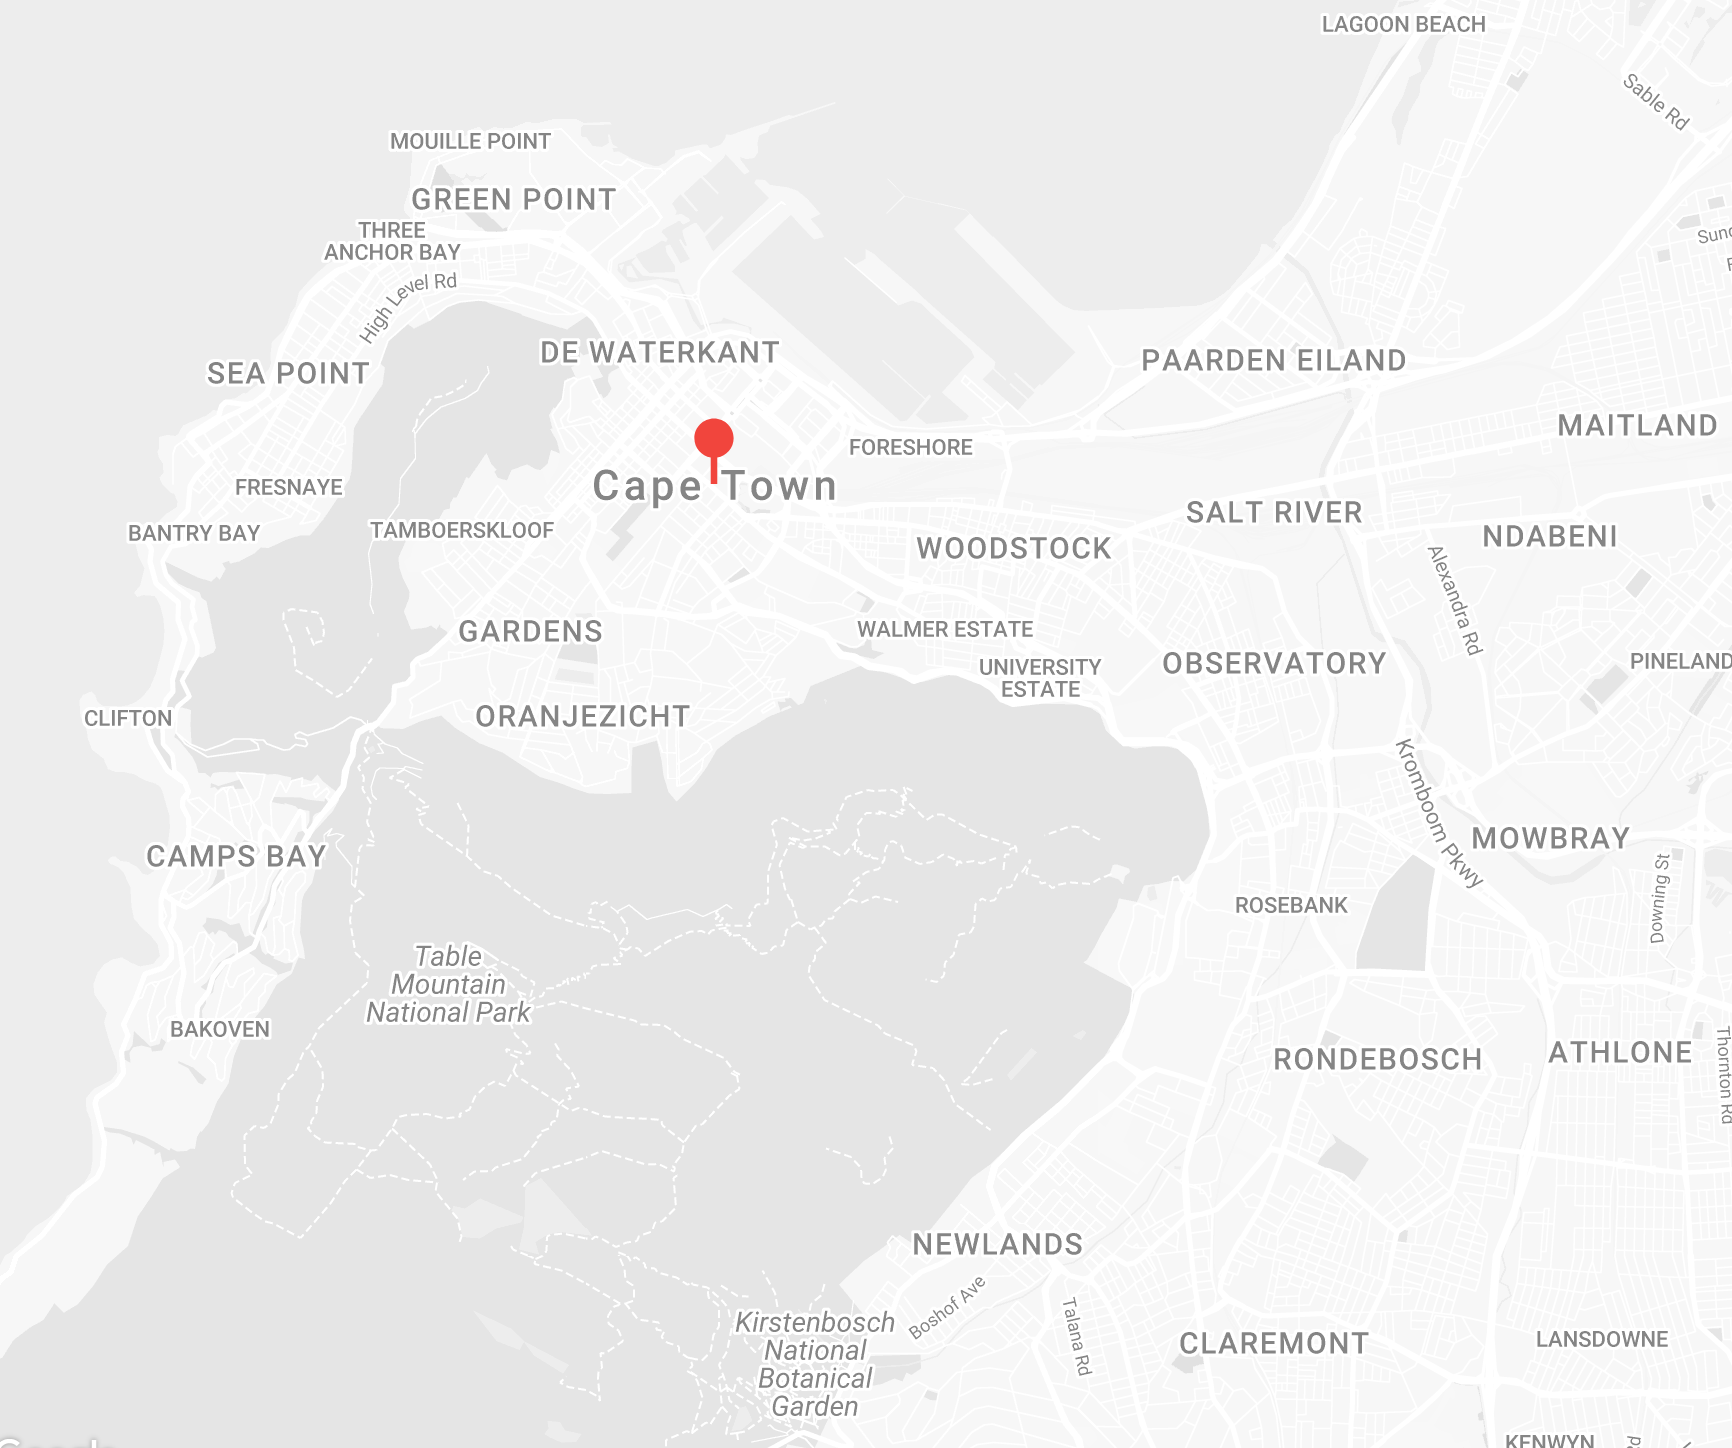 LAGOON BEACH
Sable Rd
MOUILLE POINT
GREEN POINT
THREE
ANCHOR BAY
High Level Rd
DE WATERKANT
SEA POINT
PAARDEN EILAND
MAITLAND
FORESHORE
Cape Town
FRESNAYE
SALT RIVER
BANTRY BAY
TAMBOERSKLOOF
NDABENI
WOODSTOCK
Alexandra Rd
GARDENS
WALMER ESTATE
UNIVERSITY
ESTATE
OBSERVATORY
PINELAND
CLIFTON
ORANJEZICHT
Kromboom Pkwy
MOWBRAY
CAMPS BAY
Downing St
ROSEBANK
Table
Mountain
National Park
BAKOVEN
RONDEBOSCH
ATHLONE
Thornton Rd
NEWLANDS
Boshof Ave
Talana Rd
Kirstenbosch
National
Botanical
Garden
CLAREMONT
LANSDOWNE
KENWYN